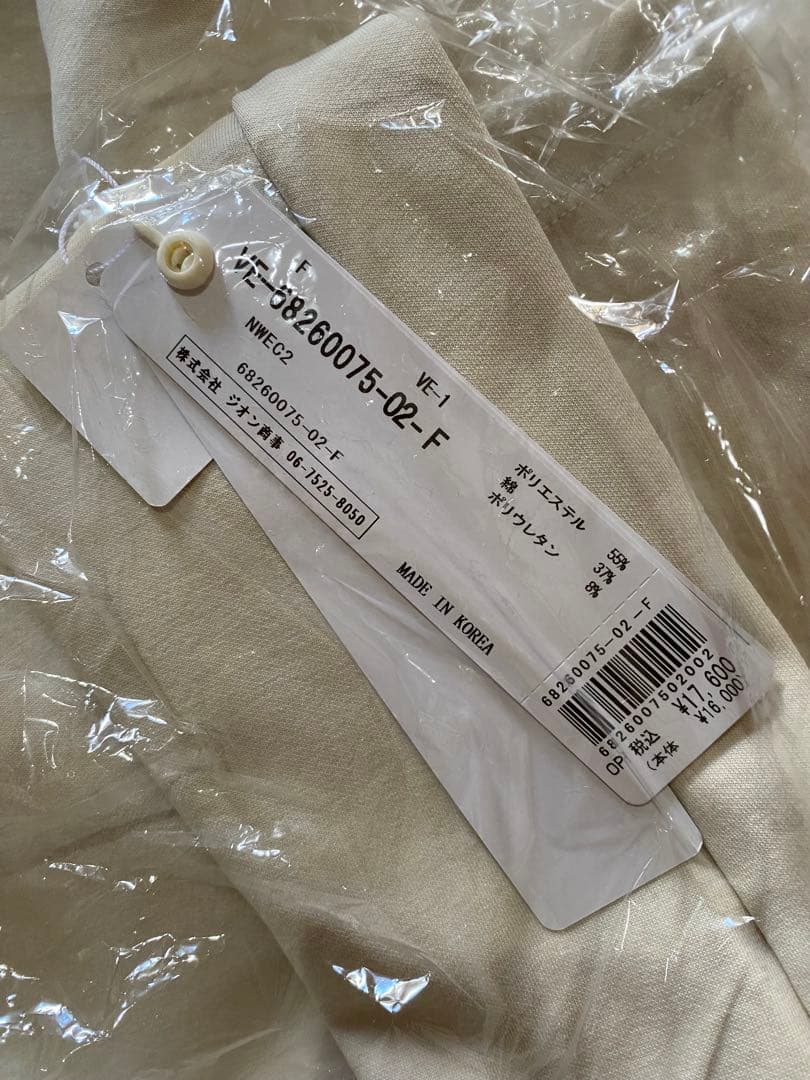 F
VE-68260075-02-F
NWEC2
VE-1
68260075-02-F
株式会社 ジオン商事 06-7525-8050
ポリエステル 55%
綿 37%
ポリウレタン 8%
MADE IN KOREA
68260075-02-F
6826007502002
OP 税込 ¥17,600
(本体 ¥16,000)